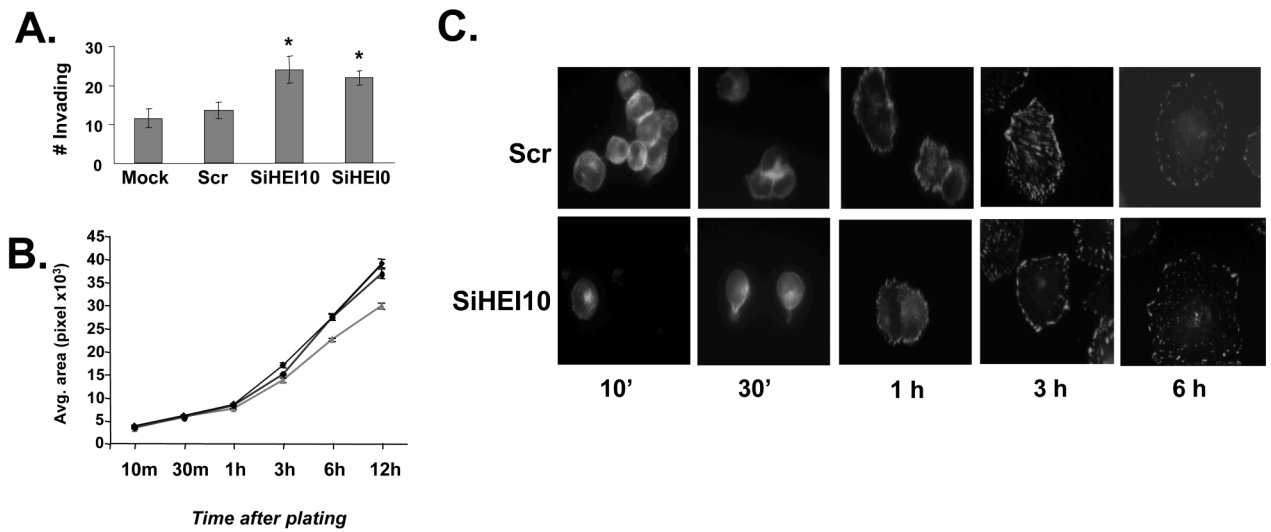 A.
30
20
10
0
# Invading
*
*
Mock
Scr
SiHEI10
SiHEI0
B.
45
40
35
30
25
20
15
10
5
0
Avg. area (pixel x10³)
10m
30m
1h
3h
6h
12h
Time after plating
C.
Scr
SiHEI10
10’
30’
1 h
3 h
6 h